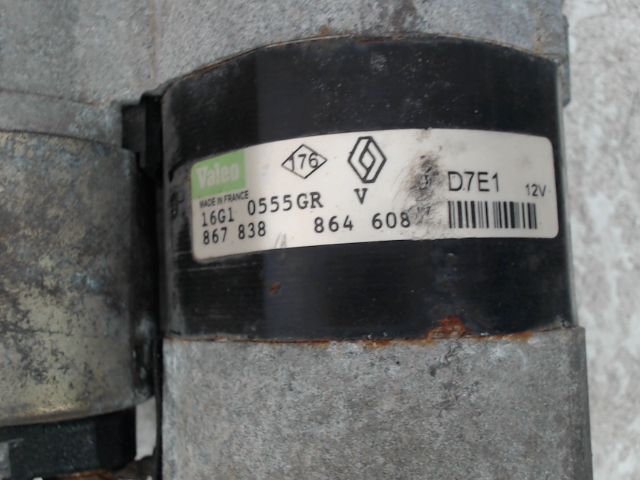 Valeo 176
MADE IN FRANCE
D7E1 12V
16G1 0555GR V
867 838 864 608